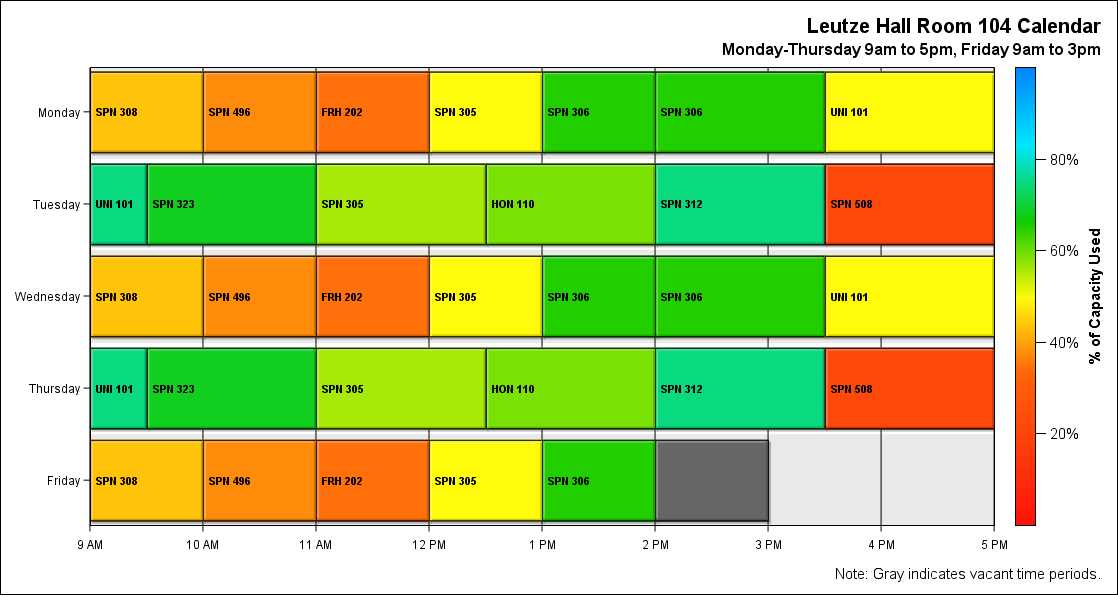 Leutze Hall Room 104 Calendar
Monday-Thursday 9am to 5pm, Friday 9am to 3pm
Monday
SPN 308
SPN 496
FRH 202
SPN 305
SPN 306
SPN 306
UNI 101
Tuesday
UNI 101
SPN 323
SPN 305
HON 110
SPN 312
SPN 508
Wednesday
SPN 308
SPN 496
FRH 202
SPN 305
SPN 306
SPN 306
UNI 101
Thursday
UNI 101
SPN 323
SPN 305
HON 110
SPN 312
SPN 508
Friday
SPN 308
SPN 496
FRH 202
SPN 305
SPN 306
9 AM
10 AM
11 AM
12 PM
1 PM
2 PM
3 PM
4 PM
5 PM
80%
60%
40%
20%
% of Capacity Used
Note: Gray indicates vacant time periods.